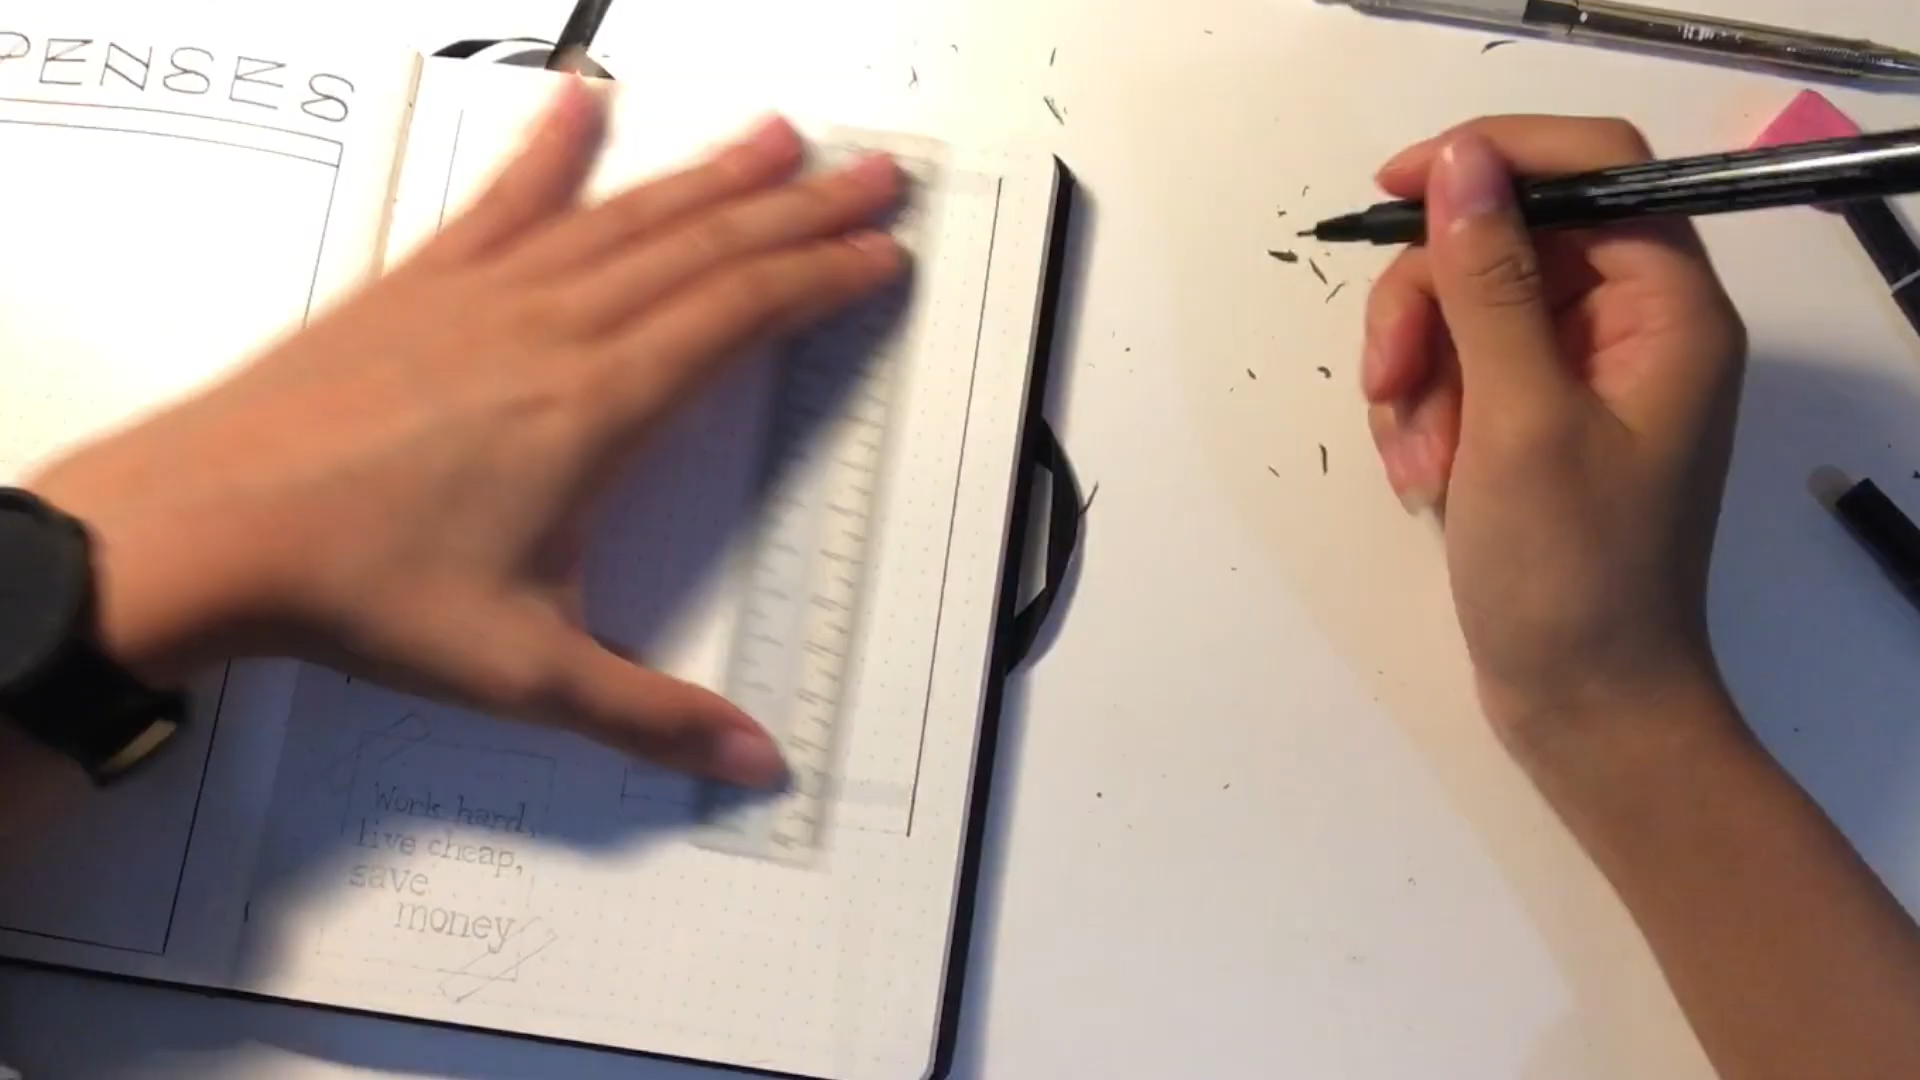 PENSES
Work hard,
live cheap,
save
money